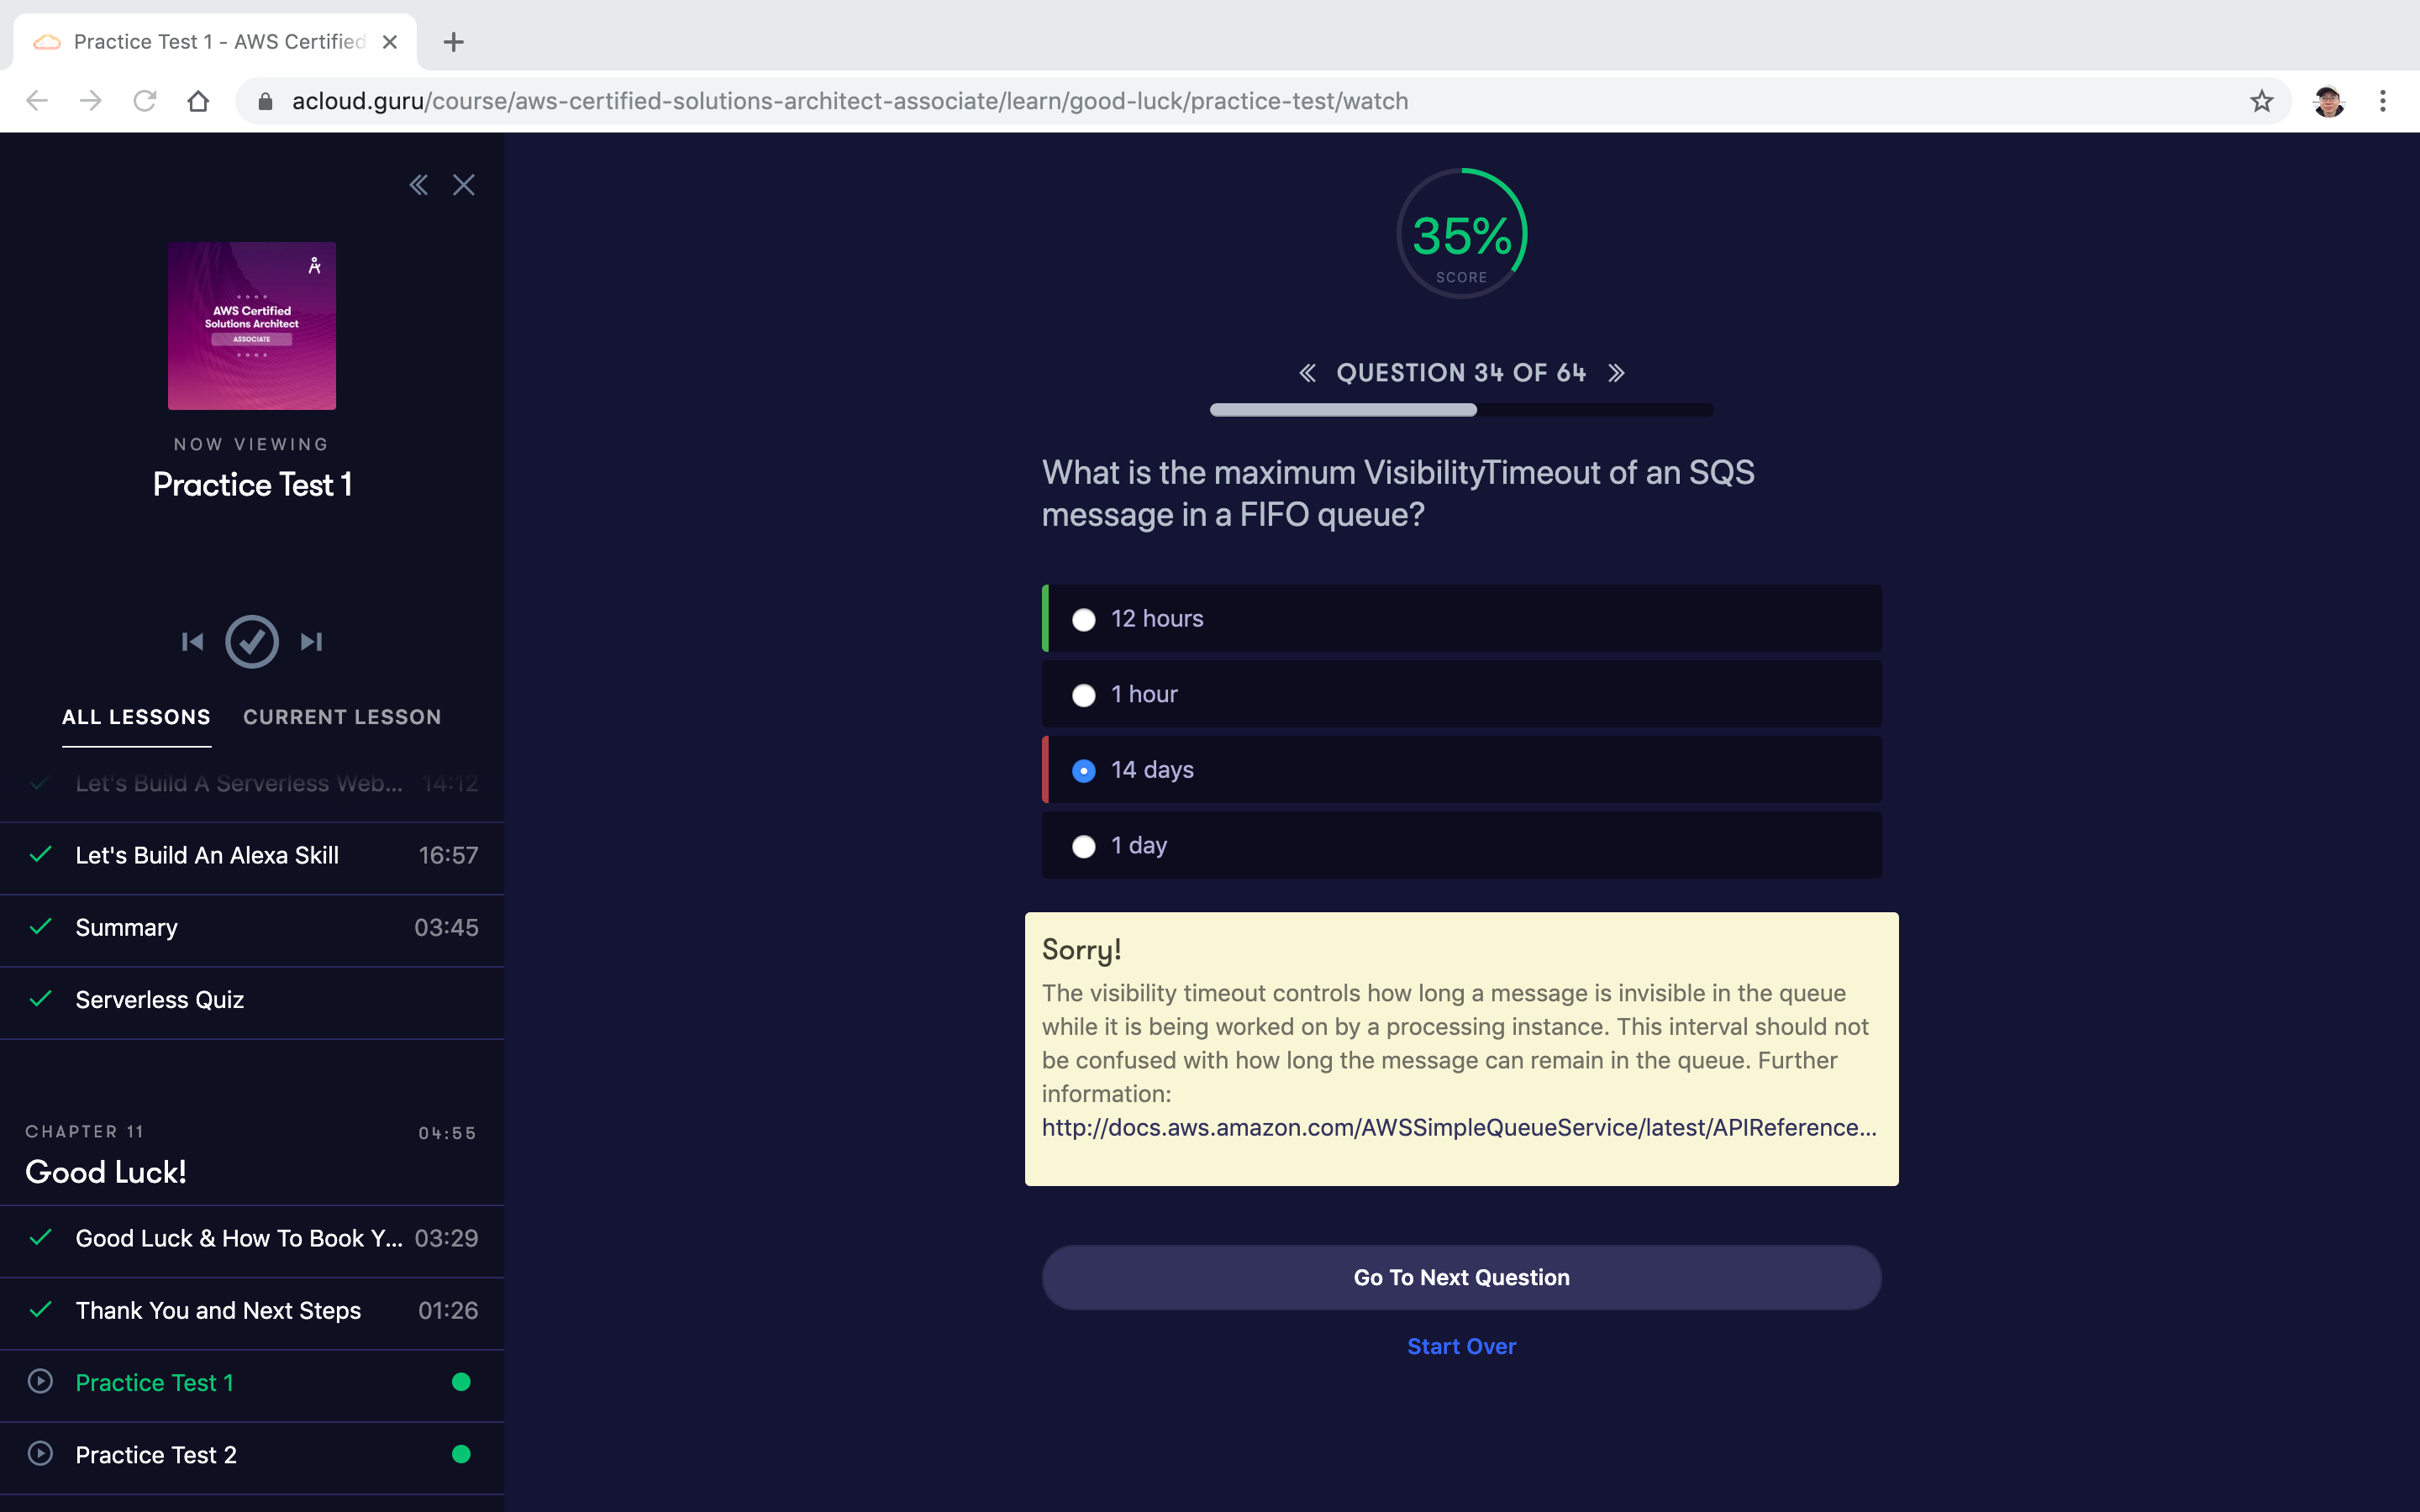 Practice Test 1 - AWS Certified
acloud.guru/course/aws-certified-solutions-architect-associate/learn/good-luck/practice-test/watch
AWS Certified
Solutions Architect
ASSOCIATE
NOW VIEWING
Practice Test 1
ALL LESSONS CURRENT LESSON
Let's Build A Serverless Web... 14:12
Let's Build An Alexa Skill 16:57
Summary 03:45
Serverless Quiz
CHAPTER 11 04:55
Good Luck!
Good Luck & How To Book Y... 03:29
Thank You and Next Steps 01:26
Practice Test 1
Practice Test 2
35%
SCORE
QUESTION 34 OF 64
What is the maximum VisibilityTimeout of an SQS
message in a FIFO queue?
12 hours
1 hour
14 days
1 day
Sorry!
The visibility timeout controls how long a message is invisible in the queue
while it is being worked on by a processing instance. This interval should not
be confused with how long the message can remain in the queue. Further
information:
http://docs.aws.amazon.com/AWSSimpleQueueService/latest/APIReference...
Go To Next Question
Start Over